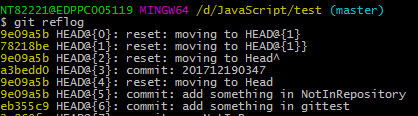 NT82221@EDPPCO05119 MINGW64 /d/JavaScript/test (master)
$ git reflog
9e09a5b HEAD@{0}: reset: moving to HEAD@{1}
78218be HEAD@{1}: reset: moving to HEAD@{1}}
9e09a5b HEAD@{2}: reset: moving to Head^
a3bedd0 HEAD@{3}: commit: 201712190347
9e09a5b HEAD@{4}: reset: moving to Head
9e09a5b HEAD@{5}: commit: add something in NotInRepository
eb355c9 HEAD@{6}: commit: add something in gittest